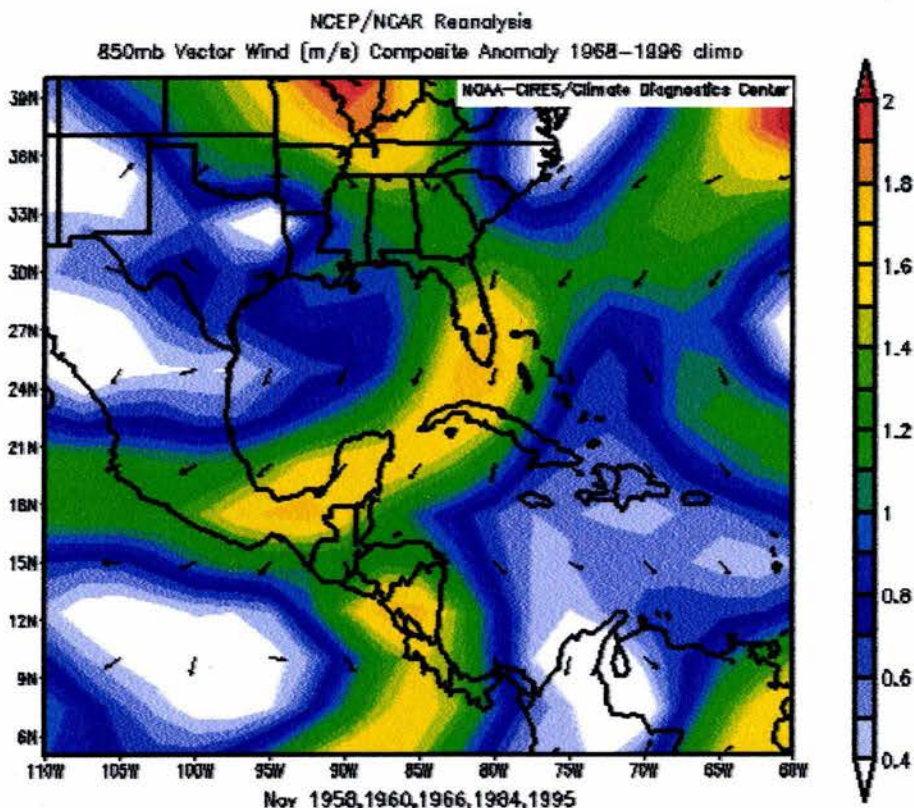 NCEP/NCAR Reanalysis
850mb Vector Wind (m/s) Composite Anomaly 1968-1996 climo
NOAA-CIRES/Climate Diagnostics Center
39N
36N
33N
30N
27N
24N
21N
18N
15N
12N
9N
6N
110W 105W 100W 95W 90W 85W 80W 75W 70W 65W 60W
Nov 1958,1960,1966,1984,1995
2
1.8
1.6
1.4
1.2
1
0.8
0.6
0.4